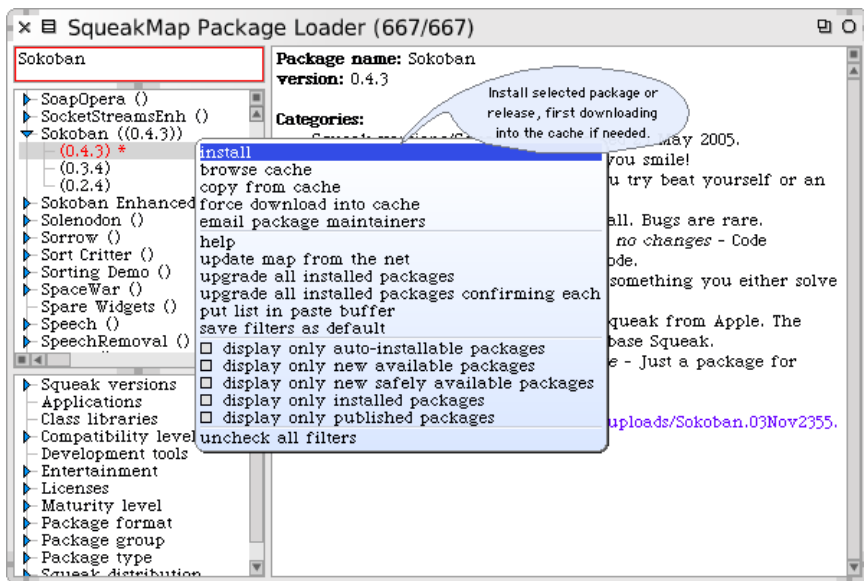 SqueakMap Package Loader (667/667)
Sokoban
SoapOpera ()
SocketStreamsEnh ()
Sokoban ((0.4.3))
(0.4.3) *
(0.3.4)
(0.2.4)
Sokoban Enhanced
Solenodon ()
Sorrow ()
Sort Critter ()
Sorting Demo ()
SpaceWar ()
Spare Widgets ()
Speech ()
SpeechRemoval ()
Squeak versions
Applications
Class libraries
Compatibility level
Development tools
Entertainment
Licenses
Maturity level
Package format
Package group
Package type
Squeak distribution
Package name: Sokoban
version: 0.4.3
Categories:
May 2005.
you smile!
u try beat yourself or an
all. Bugs are rare.
no changes - Code
ode.
something you either solve
queak from Apple. The
base Squeak.
e - Just a package for
uploads/Sokoban.03Nov2355.
Install selected package or
release, first downloading
into the cache if needed.
install
browse cache
copy from cache
force download into cache
email package maintainers
help
update map from the net
upgrade all installed packages
upgrade all installed packages confirming each
put list in paste buffer
save filters as default
display only auto-installable packages
display only new available packages
display only new safely available packages
display only installed packages
display only published packages
uncheck all filters